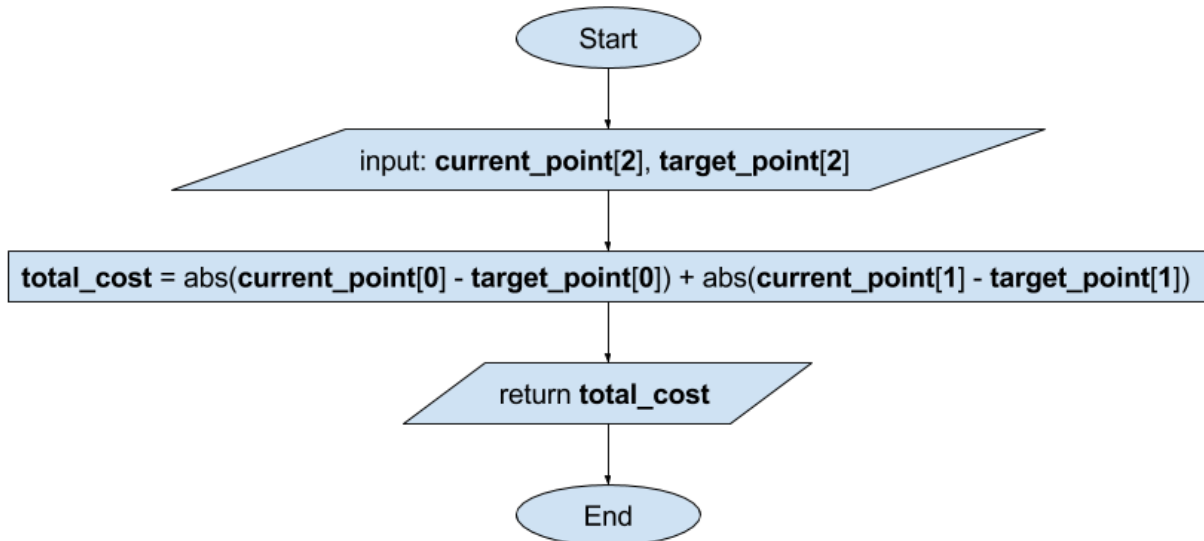 Start
input: current_point[2], target_point[2]
total_cost = abs(current_point[0] - target_point[0]) + abs(current_point[1] - target_point[1])
return total_cost
End